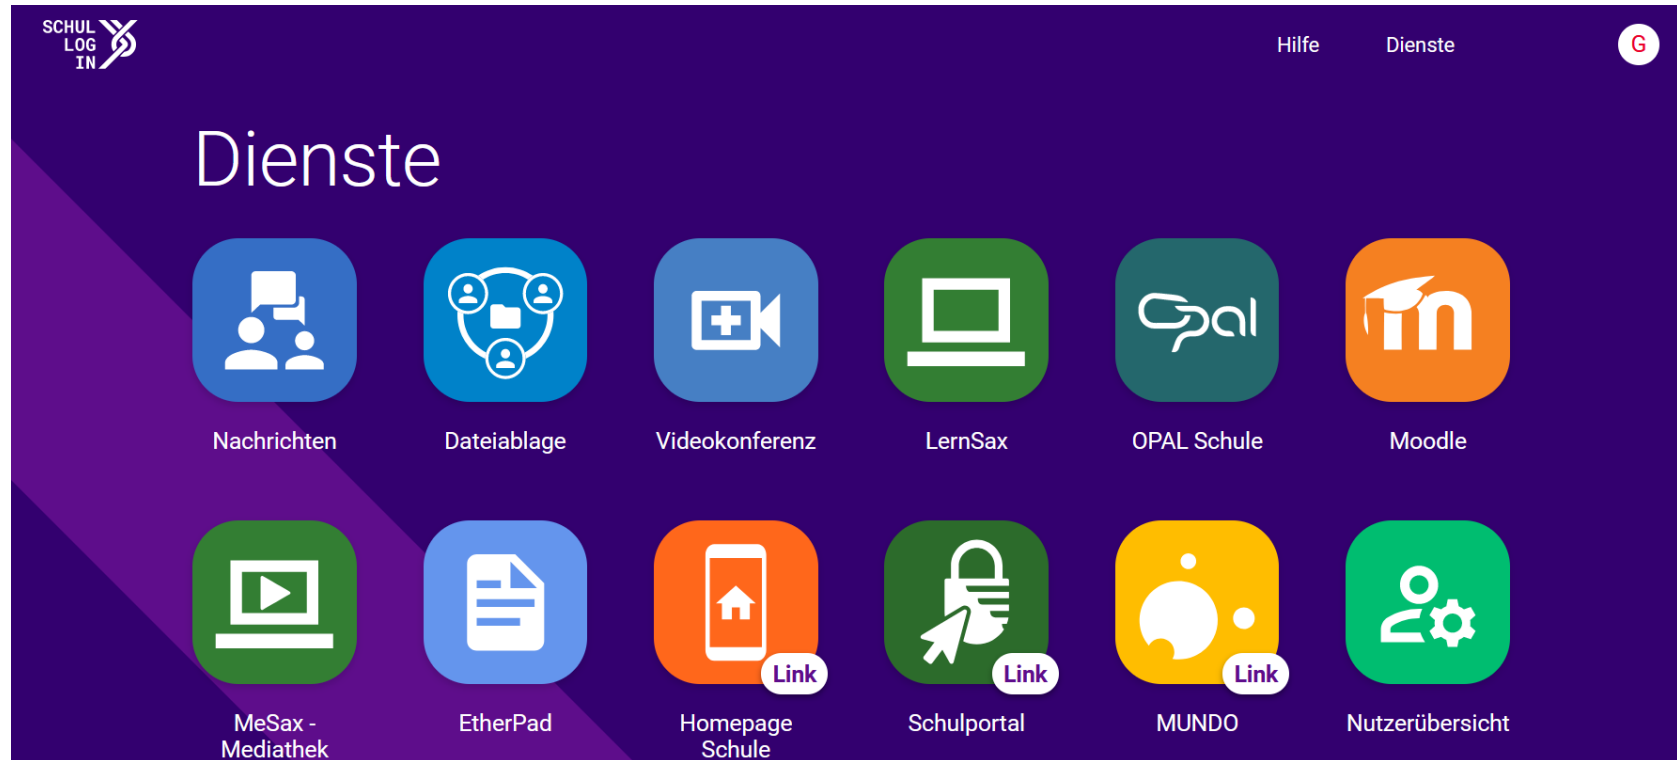 SCHUL
LOG
IN
Hilfe
Dienste
G
Dienste
opal
m
Nachrichten
Dateiablage
Videokonferenz
LernSax
OPAL Schule
Moodle
Link
Link
Link
MeSax -
Mediathek
EtherPad
Homepage
Schule
Schulportal
MUNDO
Nutzerübersicht